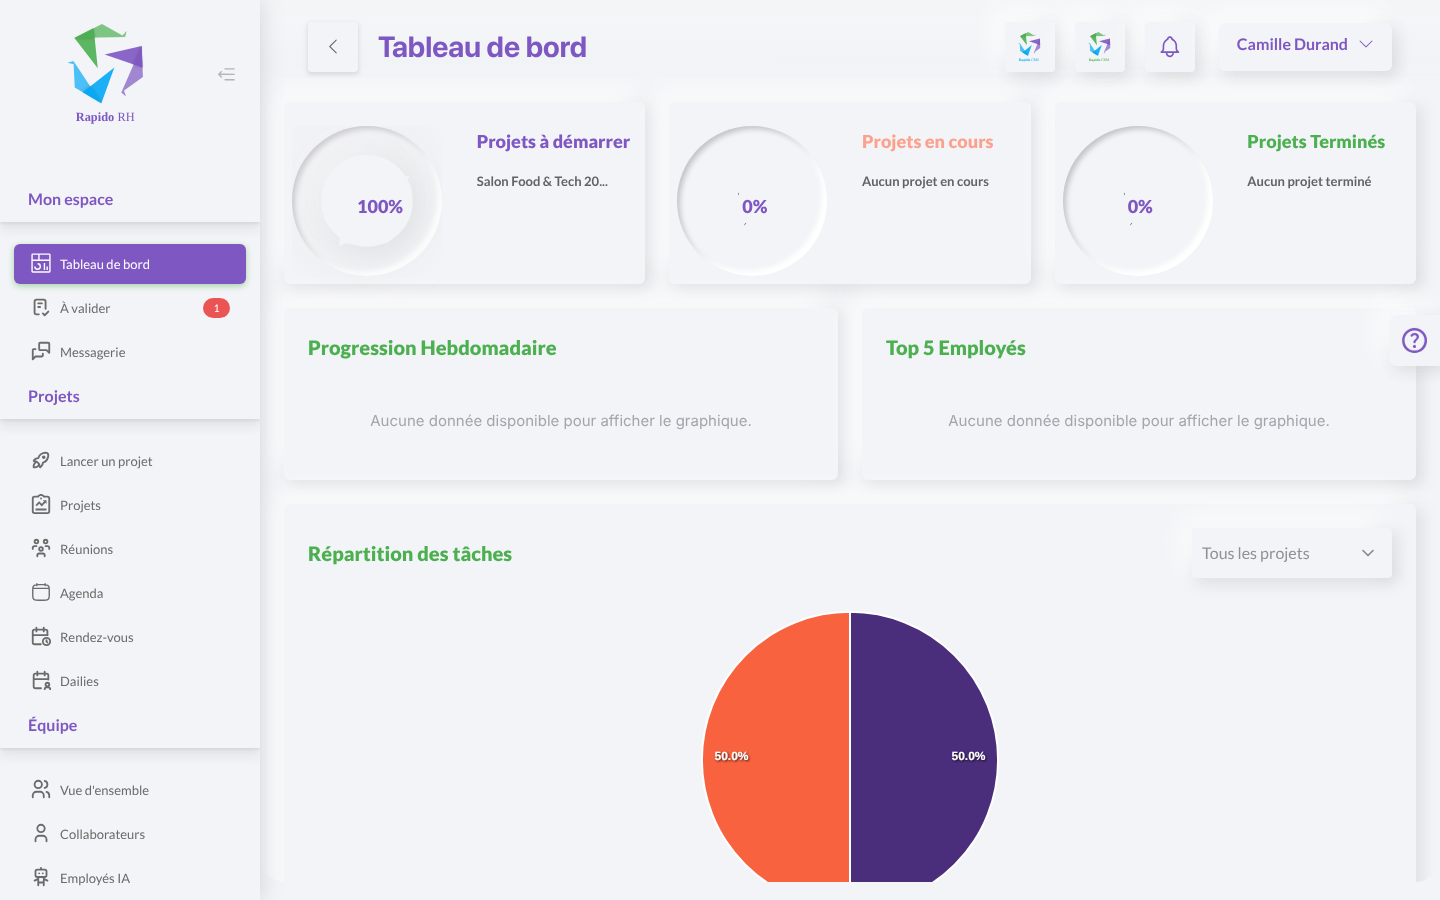 Rapido RH
Mon espace
Tableau de bord
À valider
1
Messagerie
Projets
Lancer un projet
Projets
Réunions
Agenda
Rendez-vous
Dailies
Équipe
Vue d'ensemble
Collaborateurs
Employés IA
Tableau de bord
Camille Durand
100%
Projets à démarrer
Salon Food & Tech 20...
0%
Projets en cours
Aucun projet en cours
0%
Projets Terminés
Aucun projet terminé
Progression Hebdomadaire
Aucune donnée disponible pour afficher le graphique.
Top 5 Employés
Aucune donnée disponible pour afficher le graphique.
Répartition des tâches
Tous les projets
50.0%
50.0%